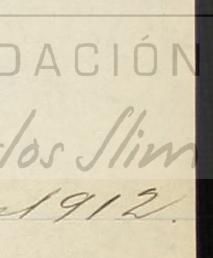 DACIÓN
los Slim
1912.